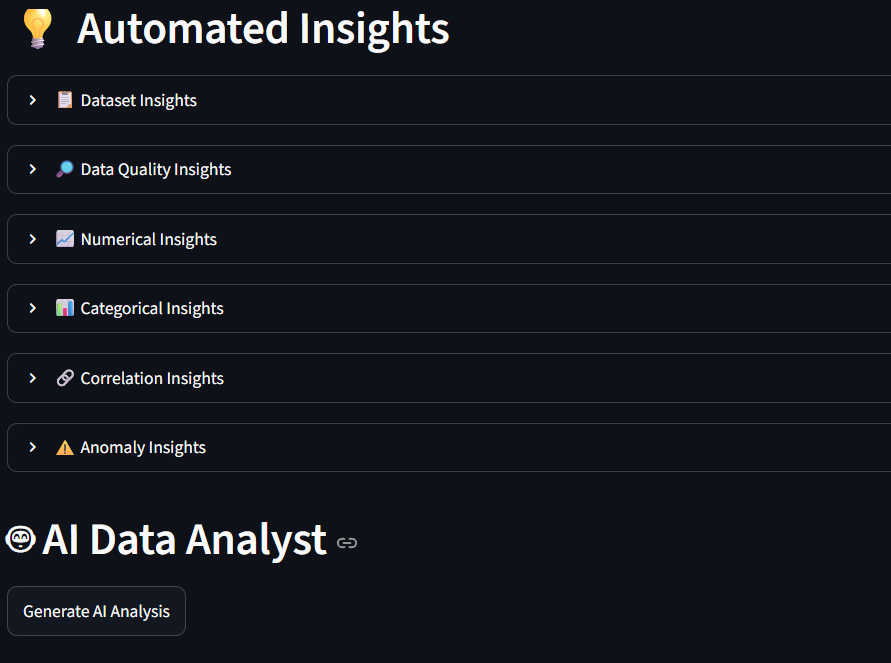 Automated Insights
Dataset Insights
Data Quality Insights
Numerical Insights
Categorical Insights
Correlation Insights
Anomaly Insights
AI Data Analyst
Generate AI Analysis